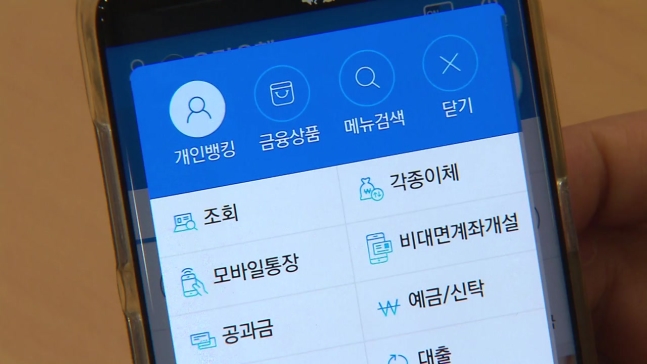 개인뱅킹
금융상품
메뉴검색
닫기
조회
각종이체
모바일통장
비대면계좌개설
공과금
예금/신탁
대출